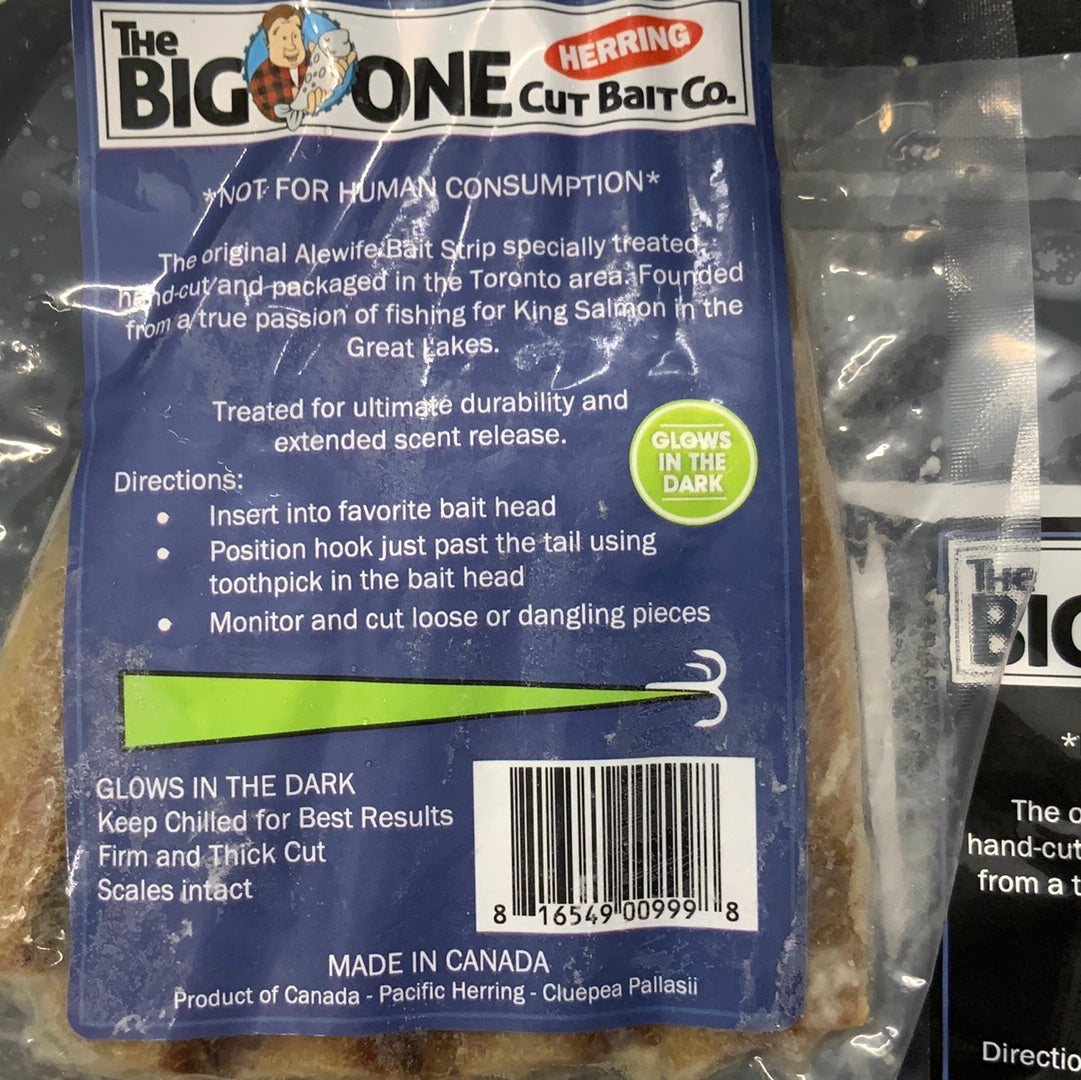 THE
BIG ONE
HERRING
CUT BAIT CO.
*NOT FOR HUMAN CONSUMPTION*
The original Alewife Bait Strip specially treated,
hand-cut and packaged in the Toronto area. Founded
from a true passion of fishing for King Salmon in the
Great Lakes.
Treated for ultimate durability and
extended scent release.
GLOWS
IN THE
DARK
Directions:
• Insert into favorite bait head
• Position hook just past the tail using
toothpick in the bait head
• Monitor and cut loose or dangling pieces
GLOWS IN THE DARK
Keep Chilled for Best Results
Firm and Thick Cut
Scales intact
8 16549 00999 8
MADE IN CANADA
Product of Canada - Pacific Herring - Cluepea Pallasii
THE
BIG
*
The o
hand-cut
from a t
Directio